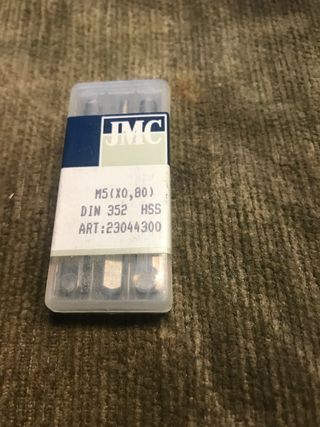 JMC
M5(X0,80)
DIN 352 HSS
ART:23044300